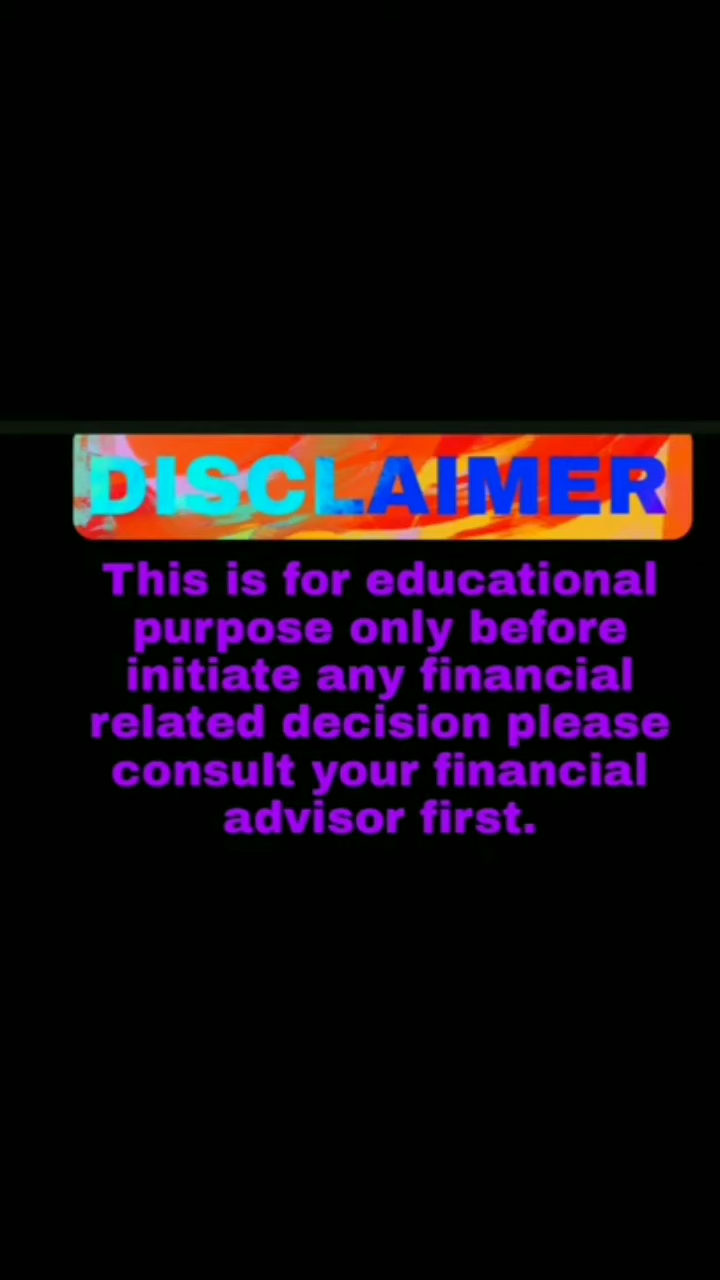 DISCLAIMER
This is for educational
purpose only before
initiate any financial
related decision please
consult your financial
advisor first.